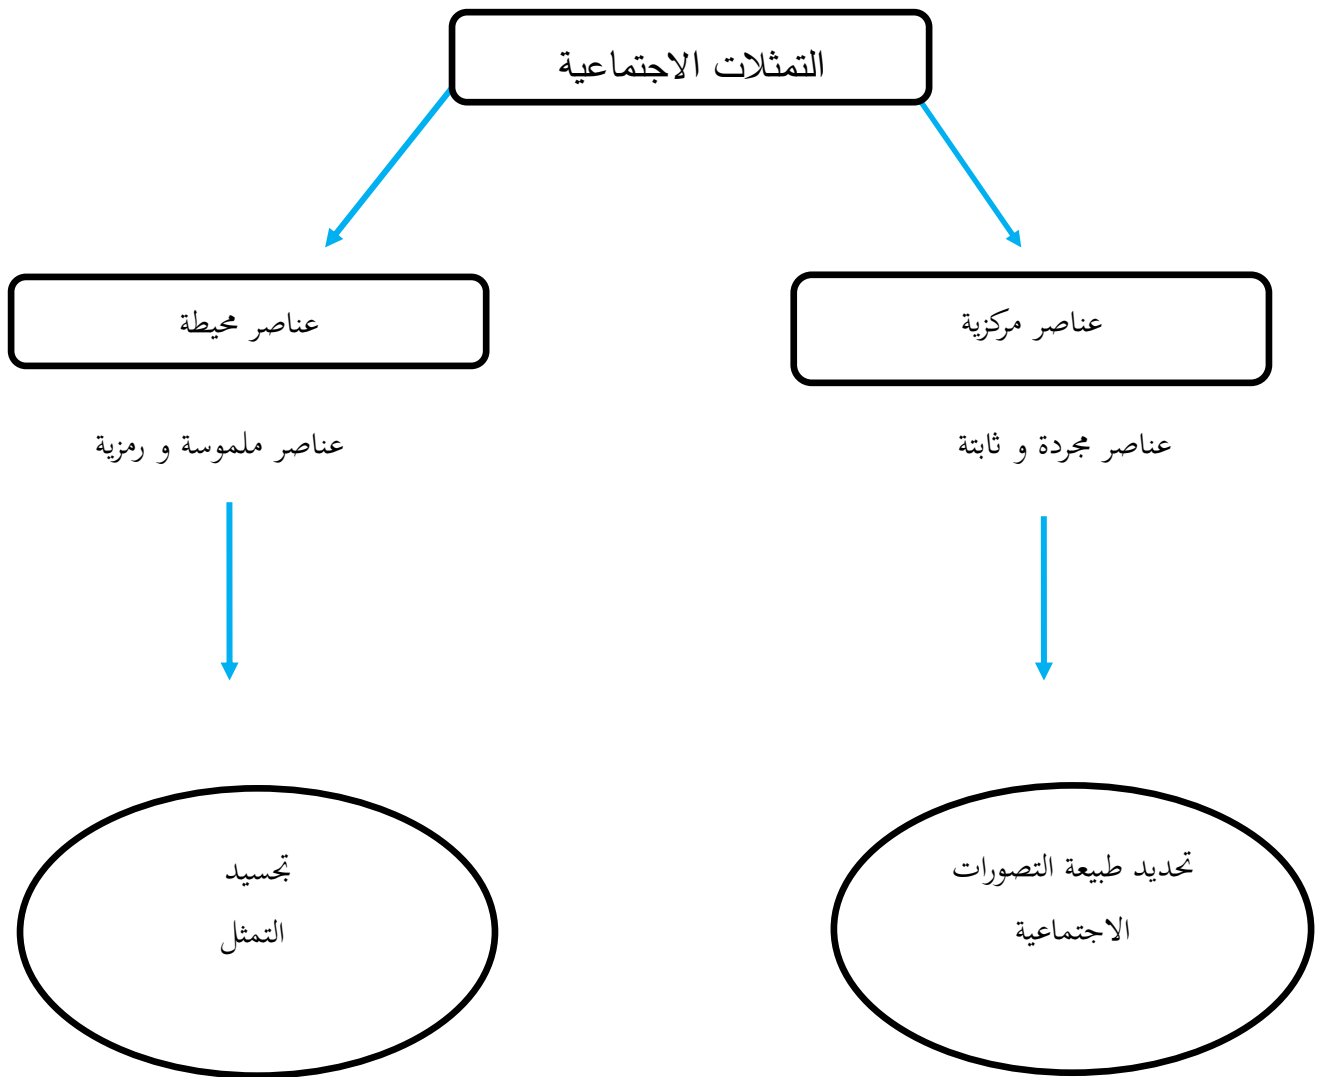 التمثلات الاجتماعية
عناصر مركزية
عناصر محيطة
عناصر مجردة و ثابتة
عناصر ملموسة و رمزية
تحديد طبيعة التصورات
الاجتماعية
تجسيد
التمثل